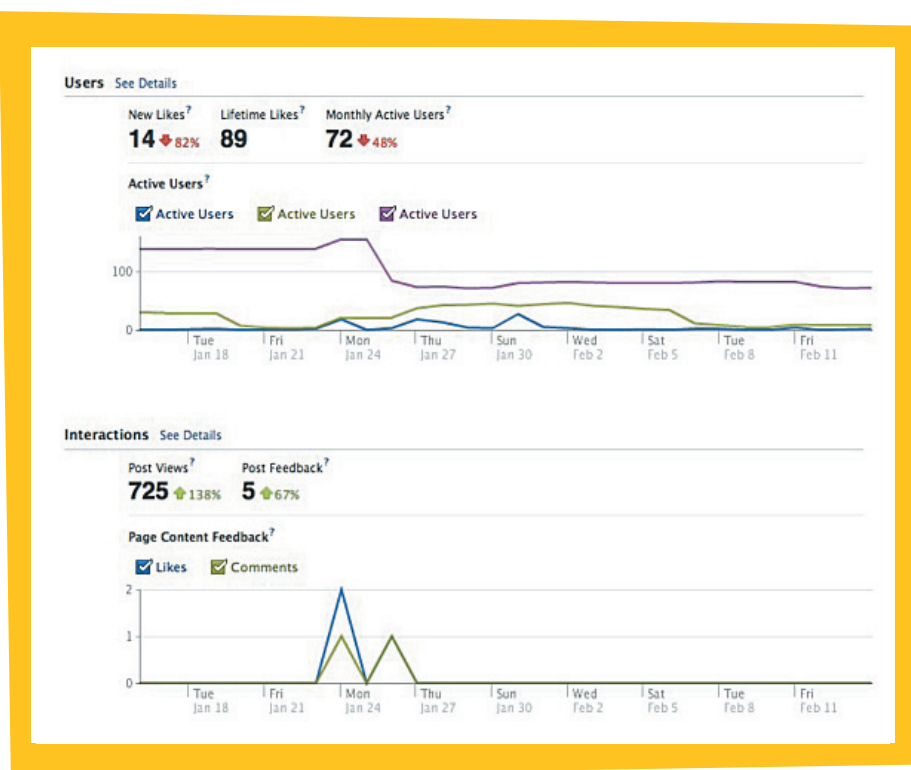 Users See Details
New Likes? Lifetime Likes? Monthly Active Users?
14 82% 89 72 48%
Active Users?
Active Users Active Users Active Users
100
0
Tue Fri Mon Thu Sun Wed Sat Tue Fri
Jan 18 Jan 21 Jan 24 Jan 27 Jan 30 Feb 2 Feb 5 Feb 8 Feb 11
Interactions See Details
Post Views? Post Feedback?
725 138% 5 67%
Page Content Feedback?
Likes Comments
2
1
0
Tue Fri Mon Thu Sun Wed Sat Tue Fri
Jan 18 Jan 21 Jan 24 Jan 27 Jan 30 Feb 2 Feb 5 Feb 8 Feb 11